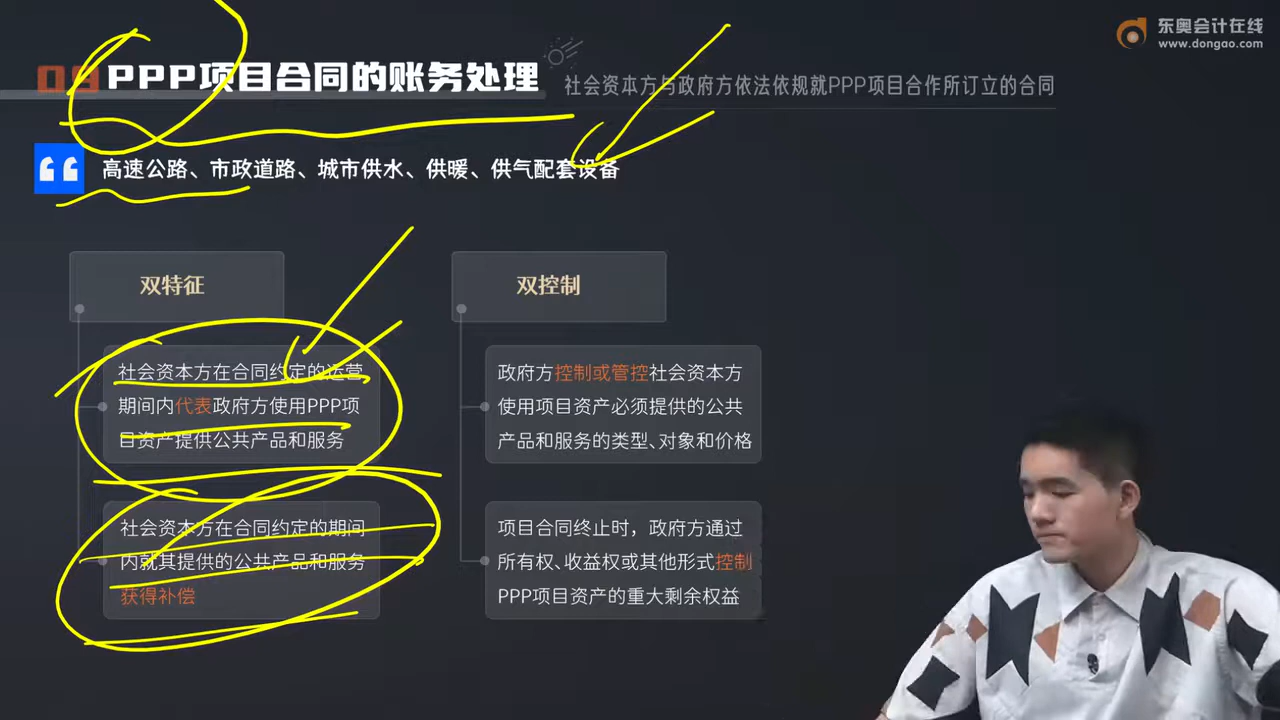 东奥会计在线
www.dongao.com
09 PPP项目合同的账务处理
社会资本方与政府方依法依规就PPP项目合作所订立的合同
高速公路、市政道路、城市供水、供暖、供气配套设备
双特征
社会资本方在合同约定的运营
期间内代表政府方使用PPP项
目资产提供公共产品和服务
社会资本方在合同约定的期间
内就其提供的公共产品和服务
获得补偿
双控制
政府方控制或管控社会资本方
使用项目资产必须提供的公共
产品和服务的类型、对象和价格
项目合同终止时，政府方通过
所有权、收益权或其他形式控制
PPP项目资产的重大剩余权益